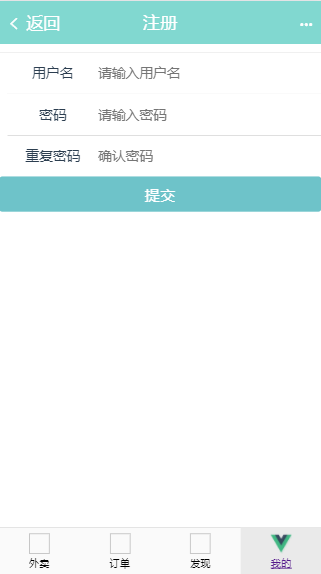 返回 注册 •••
用户名 请输入用户名
密码 请输入密码
重复密码 确认密码
提交
外卖 订单 发现 我的